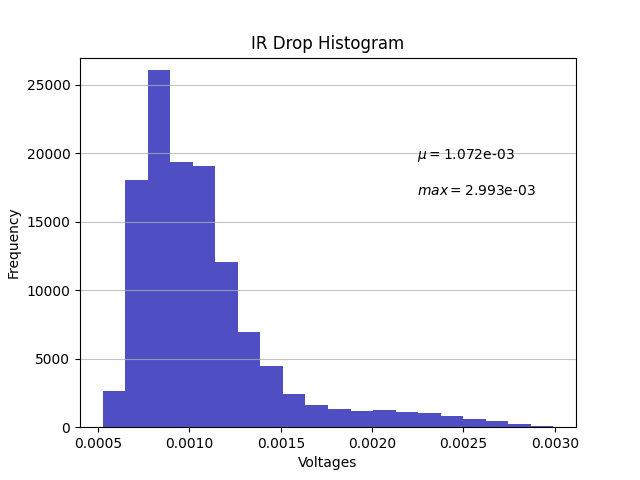 IR Drop Histogram
25000
20000
15000
10000
5000
0
Frequency
μ = 1.072e-03
max = 2.993e-03
0.0005 0.0010 0.0015 0.0020 0.0025 0.0030
Voltages